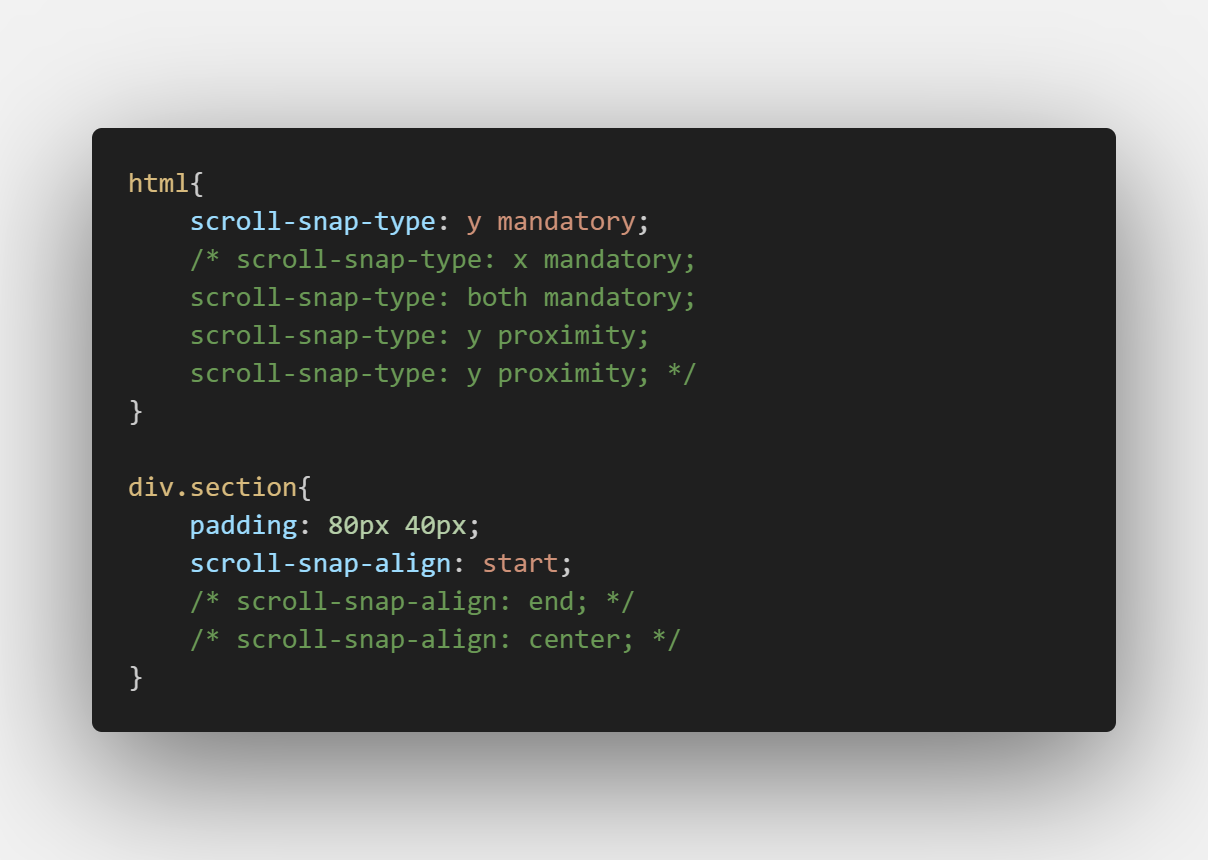 html{
    scroll-snap-type: y mandatory;
    /* scroll-snap-type: x mandatory;
    scroll-snap-type: both mandatory;
    scroll-snap-type: y proximity;
    scroll-snap-type: y proximity; */
}

div.section{
    padding: 80px 40px;
    scroll-snap-align: start;
    /* scroll-snap-align: end; */
    /* scroll-snap-align: center; */
}